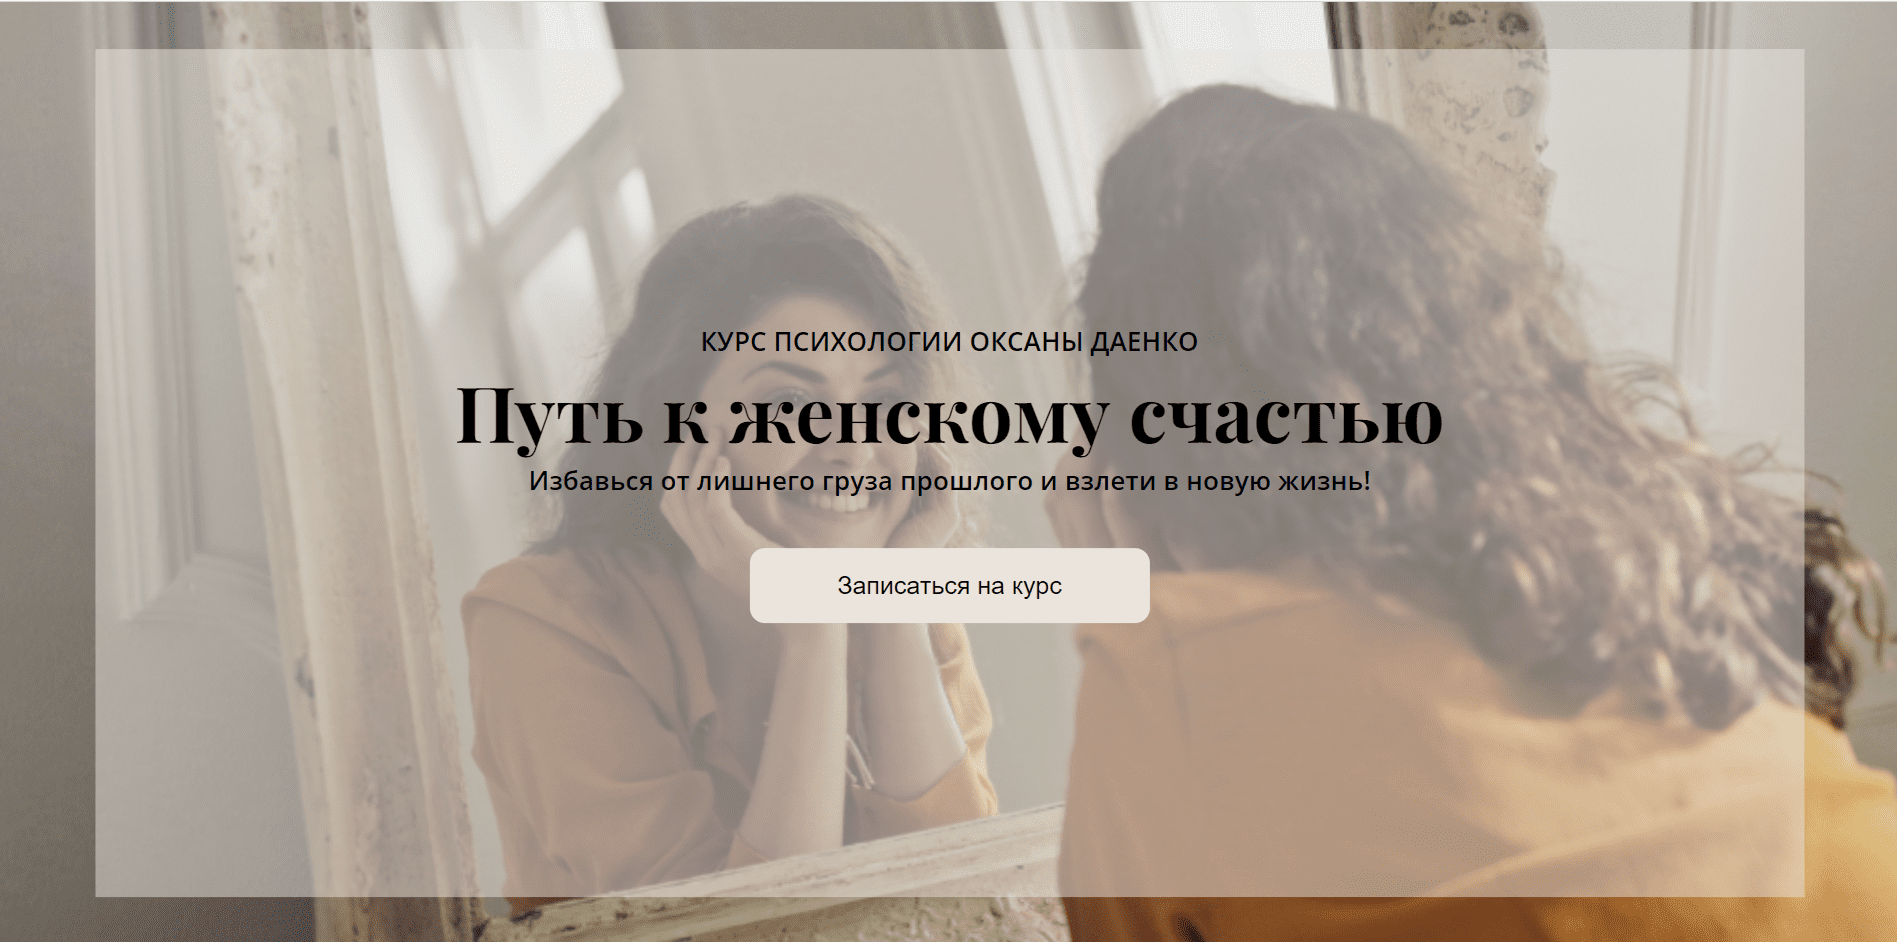 КУРС ПСИХОЛОГИИ ОКСАНЫ ДАЕНКО
Путь к женскому счастью
Избавься от лишнего груза прошлого и взлети в новую жизнь!
Записаться на курс